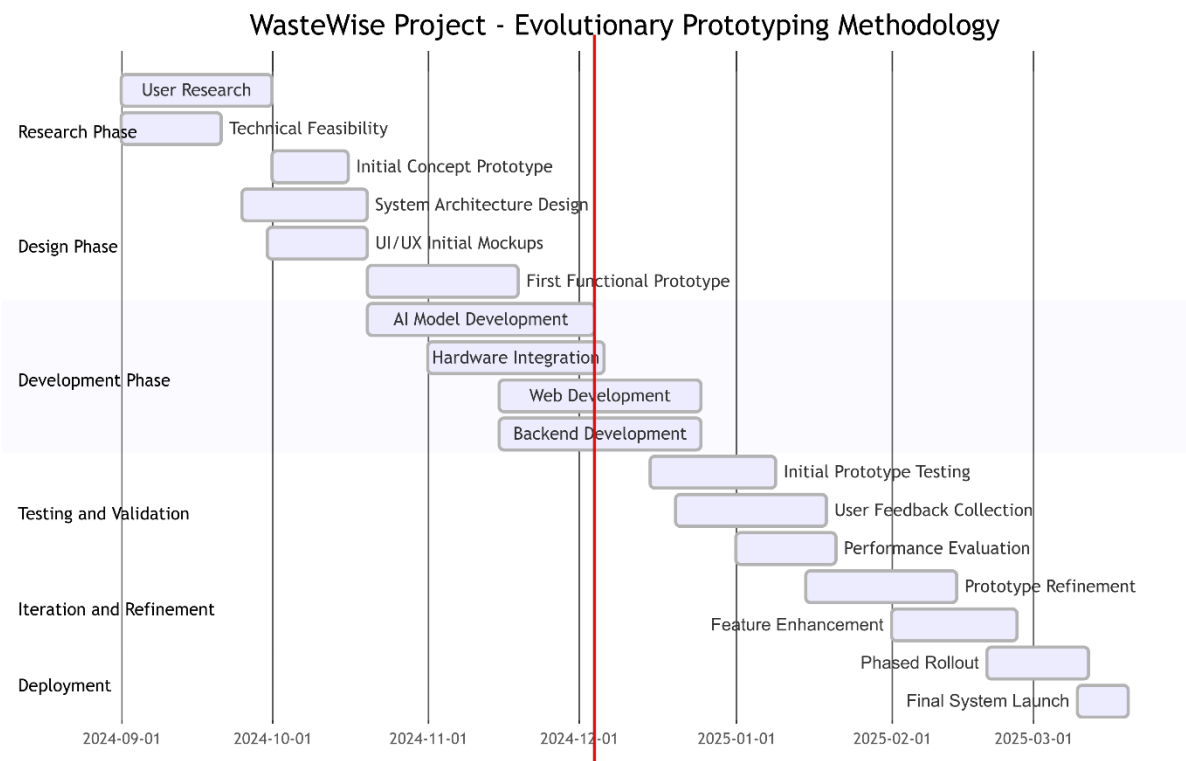 WasteWise Project - Evolutionary Prototyping Methodology
User Research
Research Phase
Technical Feasibility
Initial Concept Prototype
System Architecture Design
Design Phase
UI/UX Initial Mockups
First Functional Prototype
AI Model Development
Hardware Integration
Development Phase
Web Development
Backend Development
Initial Prototype Testing
Testing and Validation
User Feedback Collection
Performance Evaluation
Prototype Refinement
Iteration and Refinement
Feature Enhancement
Phased Rollout
Deployment
Final System Launch
2024-09-01
2024-10-01
2024-11-01
2024-12-01
2025-01-01
2025-02-01
2025-03-01